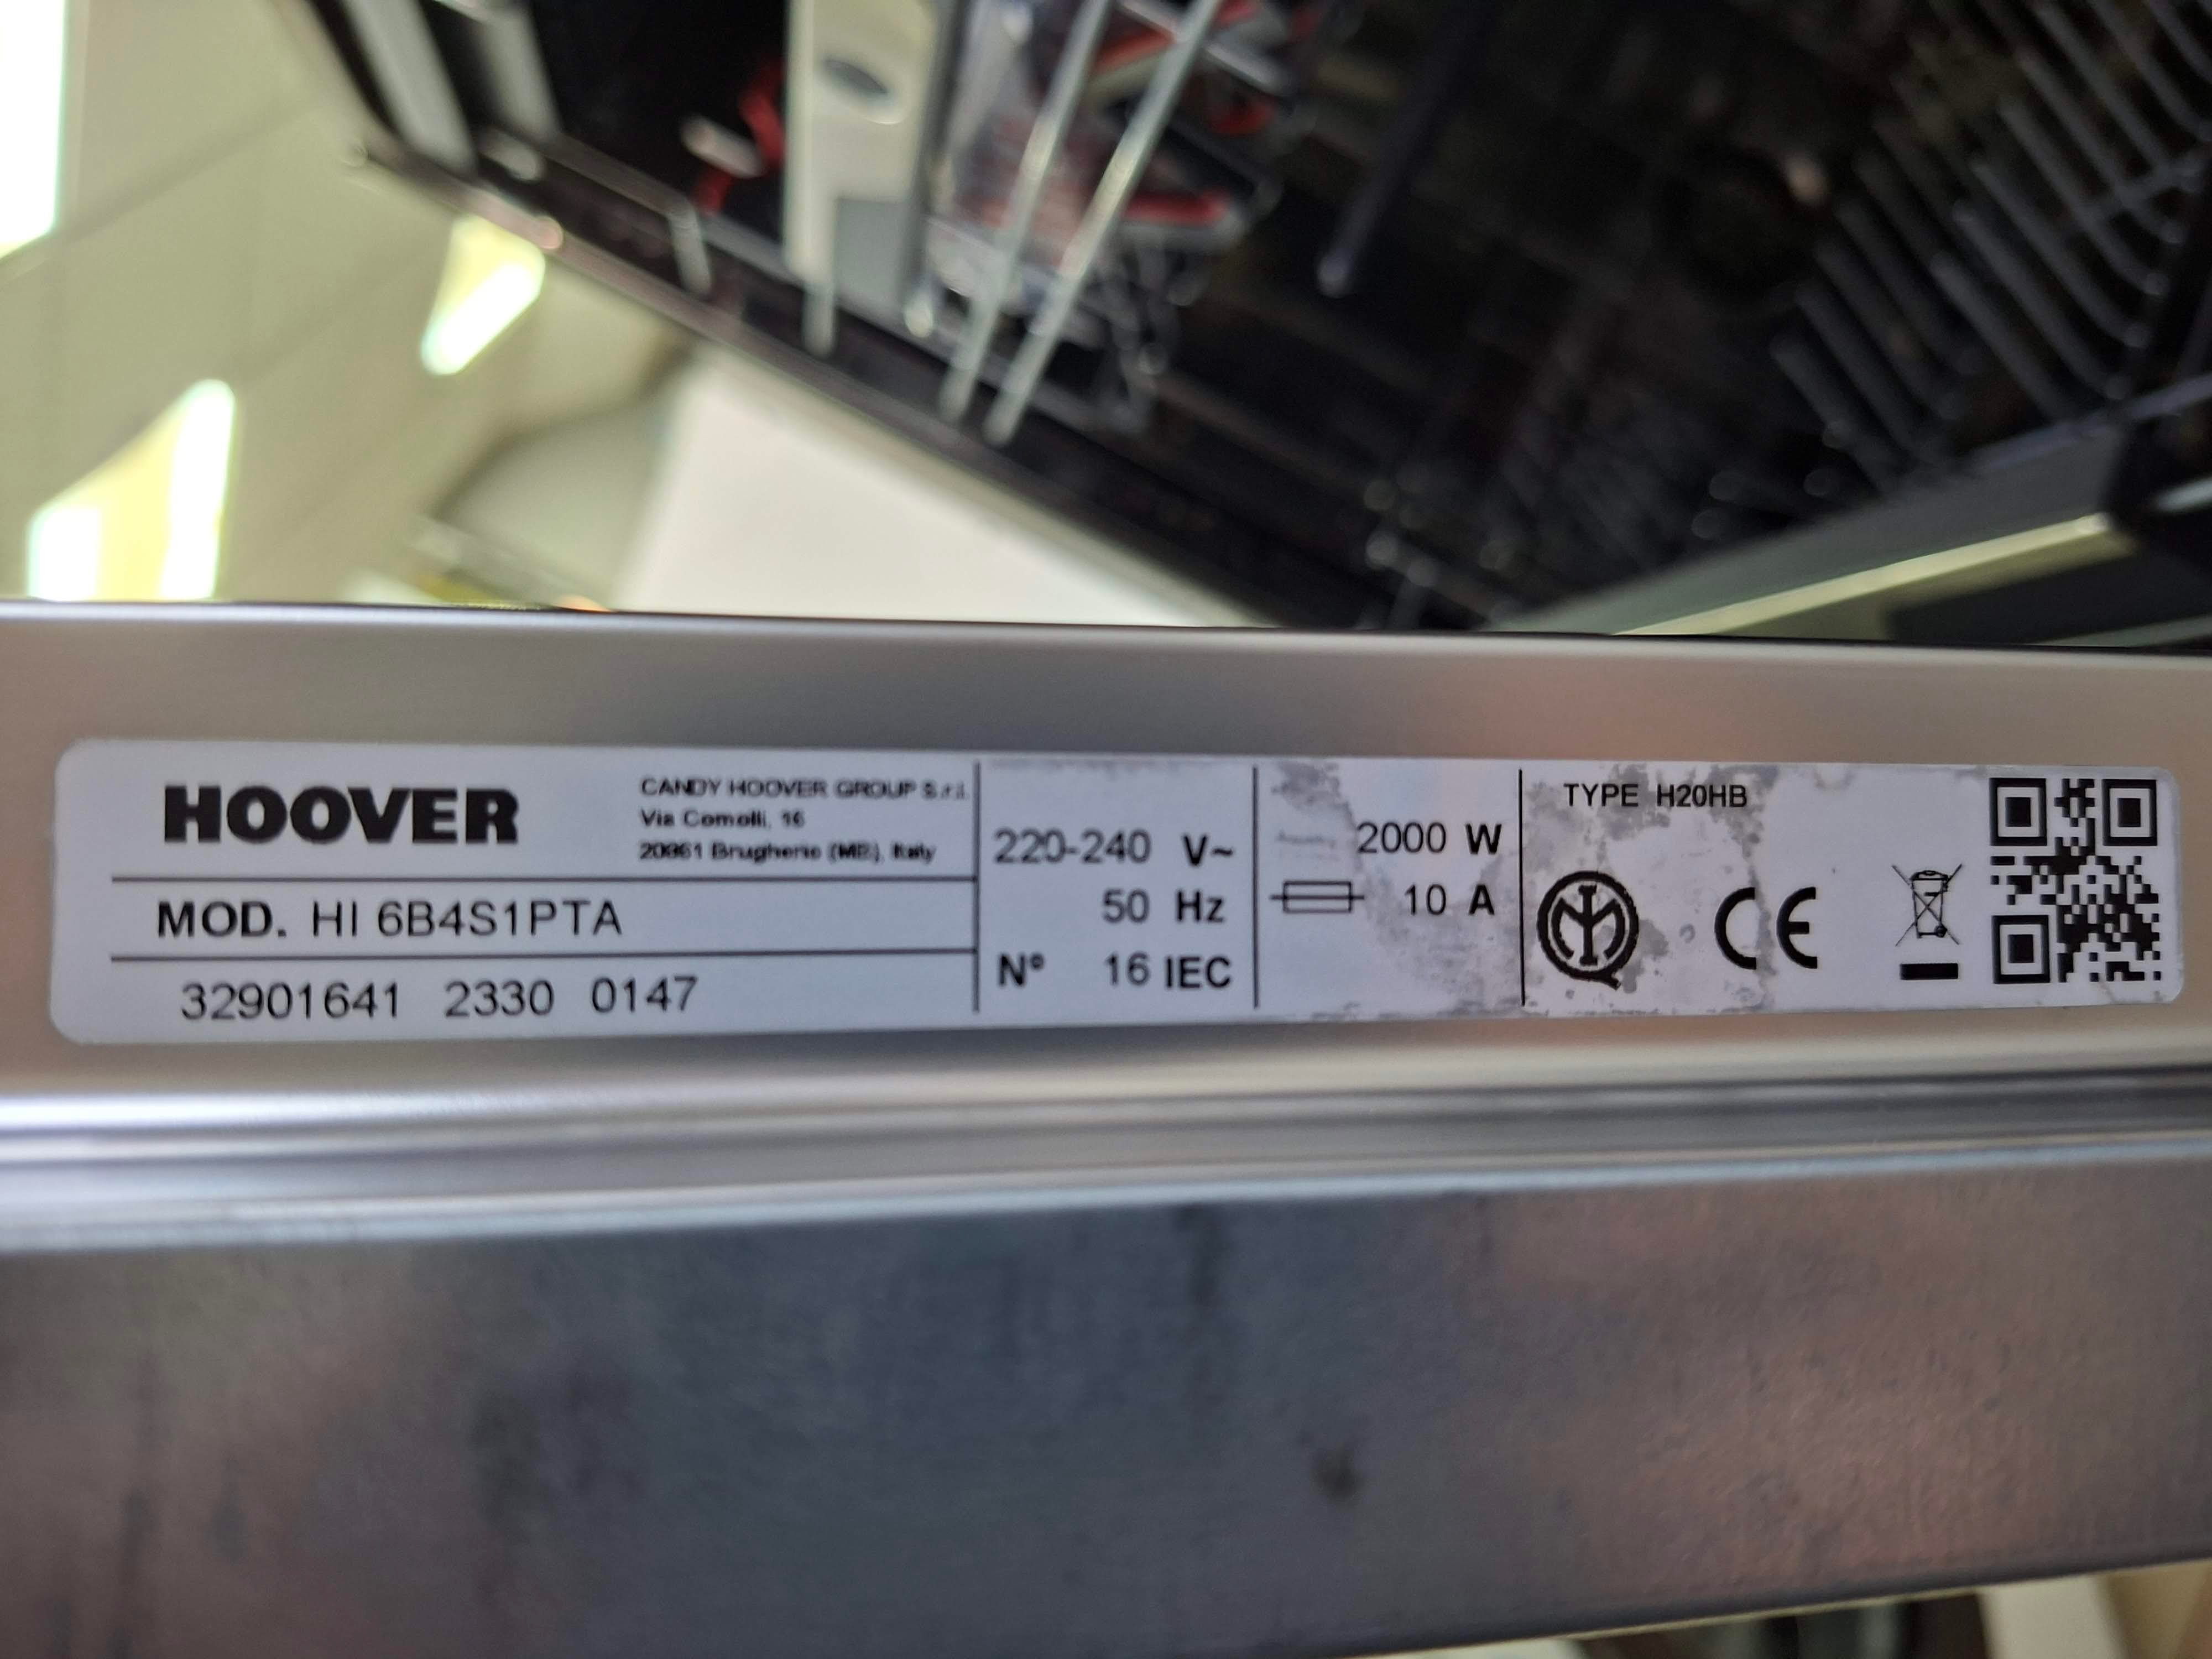 HOOVER
CANDY HOOVER GROUP S.r.l.
Via Comolli, 16
20861 Brugherio (MB), Italy
MOD. HI 6B4S1PTA
32901641 2330 0147
220-240 V~
50 Hz
N° 16 IEC
2000 W
10 A
TYPE H20HB
IMQ
CE